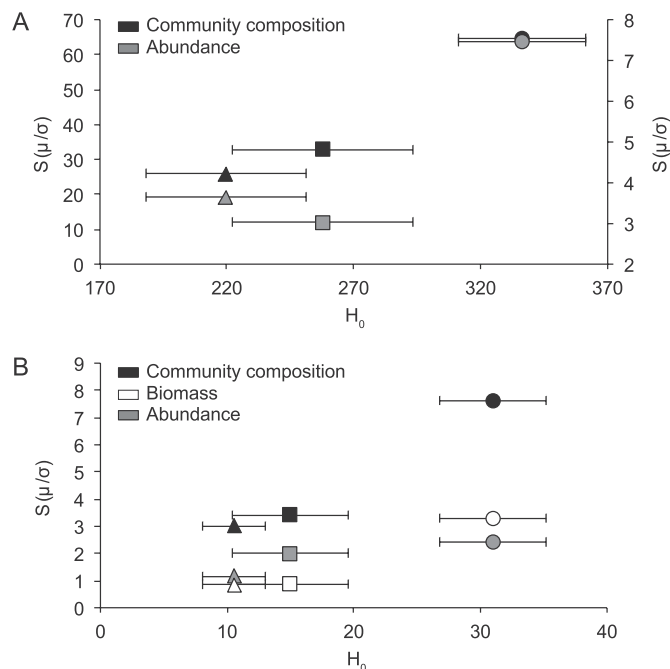 A
Community composition
Abundance
70
60
50
40
30
20
10
0
S (μ/σ)
8
7
6
5
4
3
2
S (μ/σ)
170 220 270 320 370
H₀
B
Community composition
Biomass
Abundance
9
8
7
6
5
4
3
2
1
0
S (μ/σ)
0 10 20 30 40
H₀